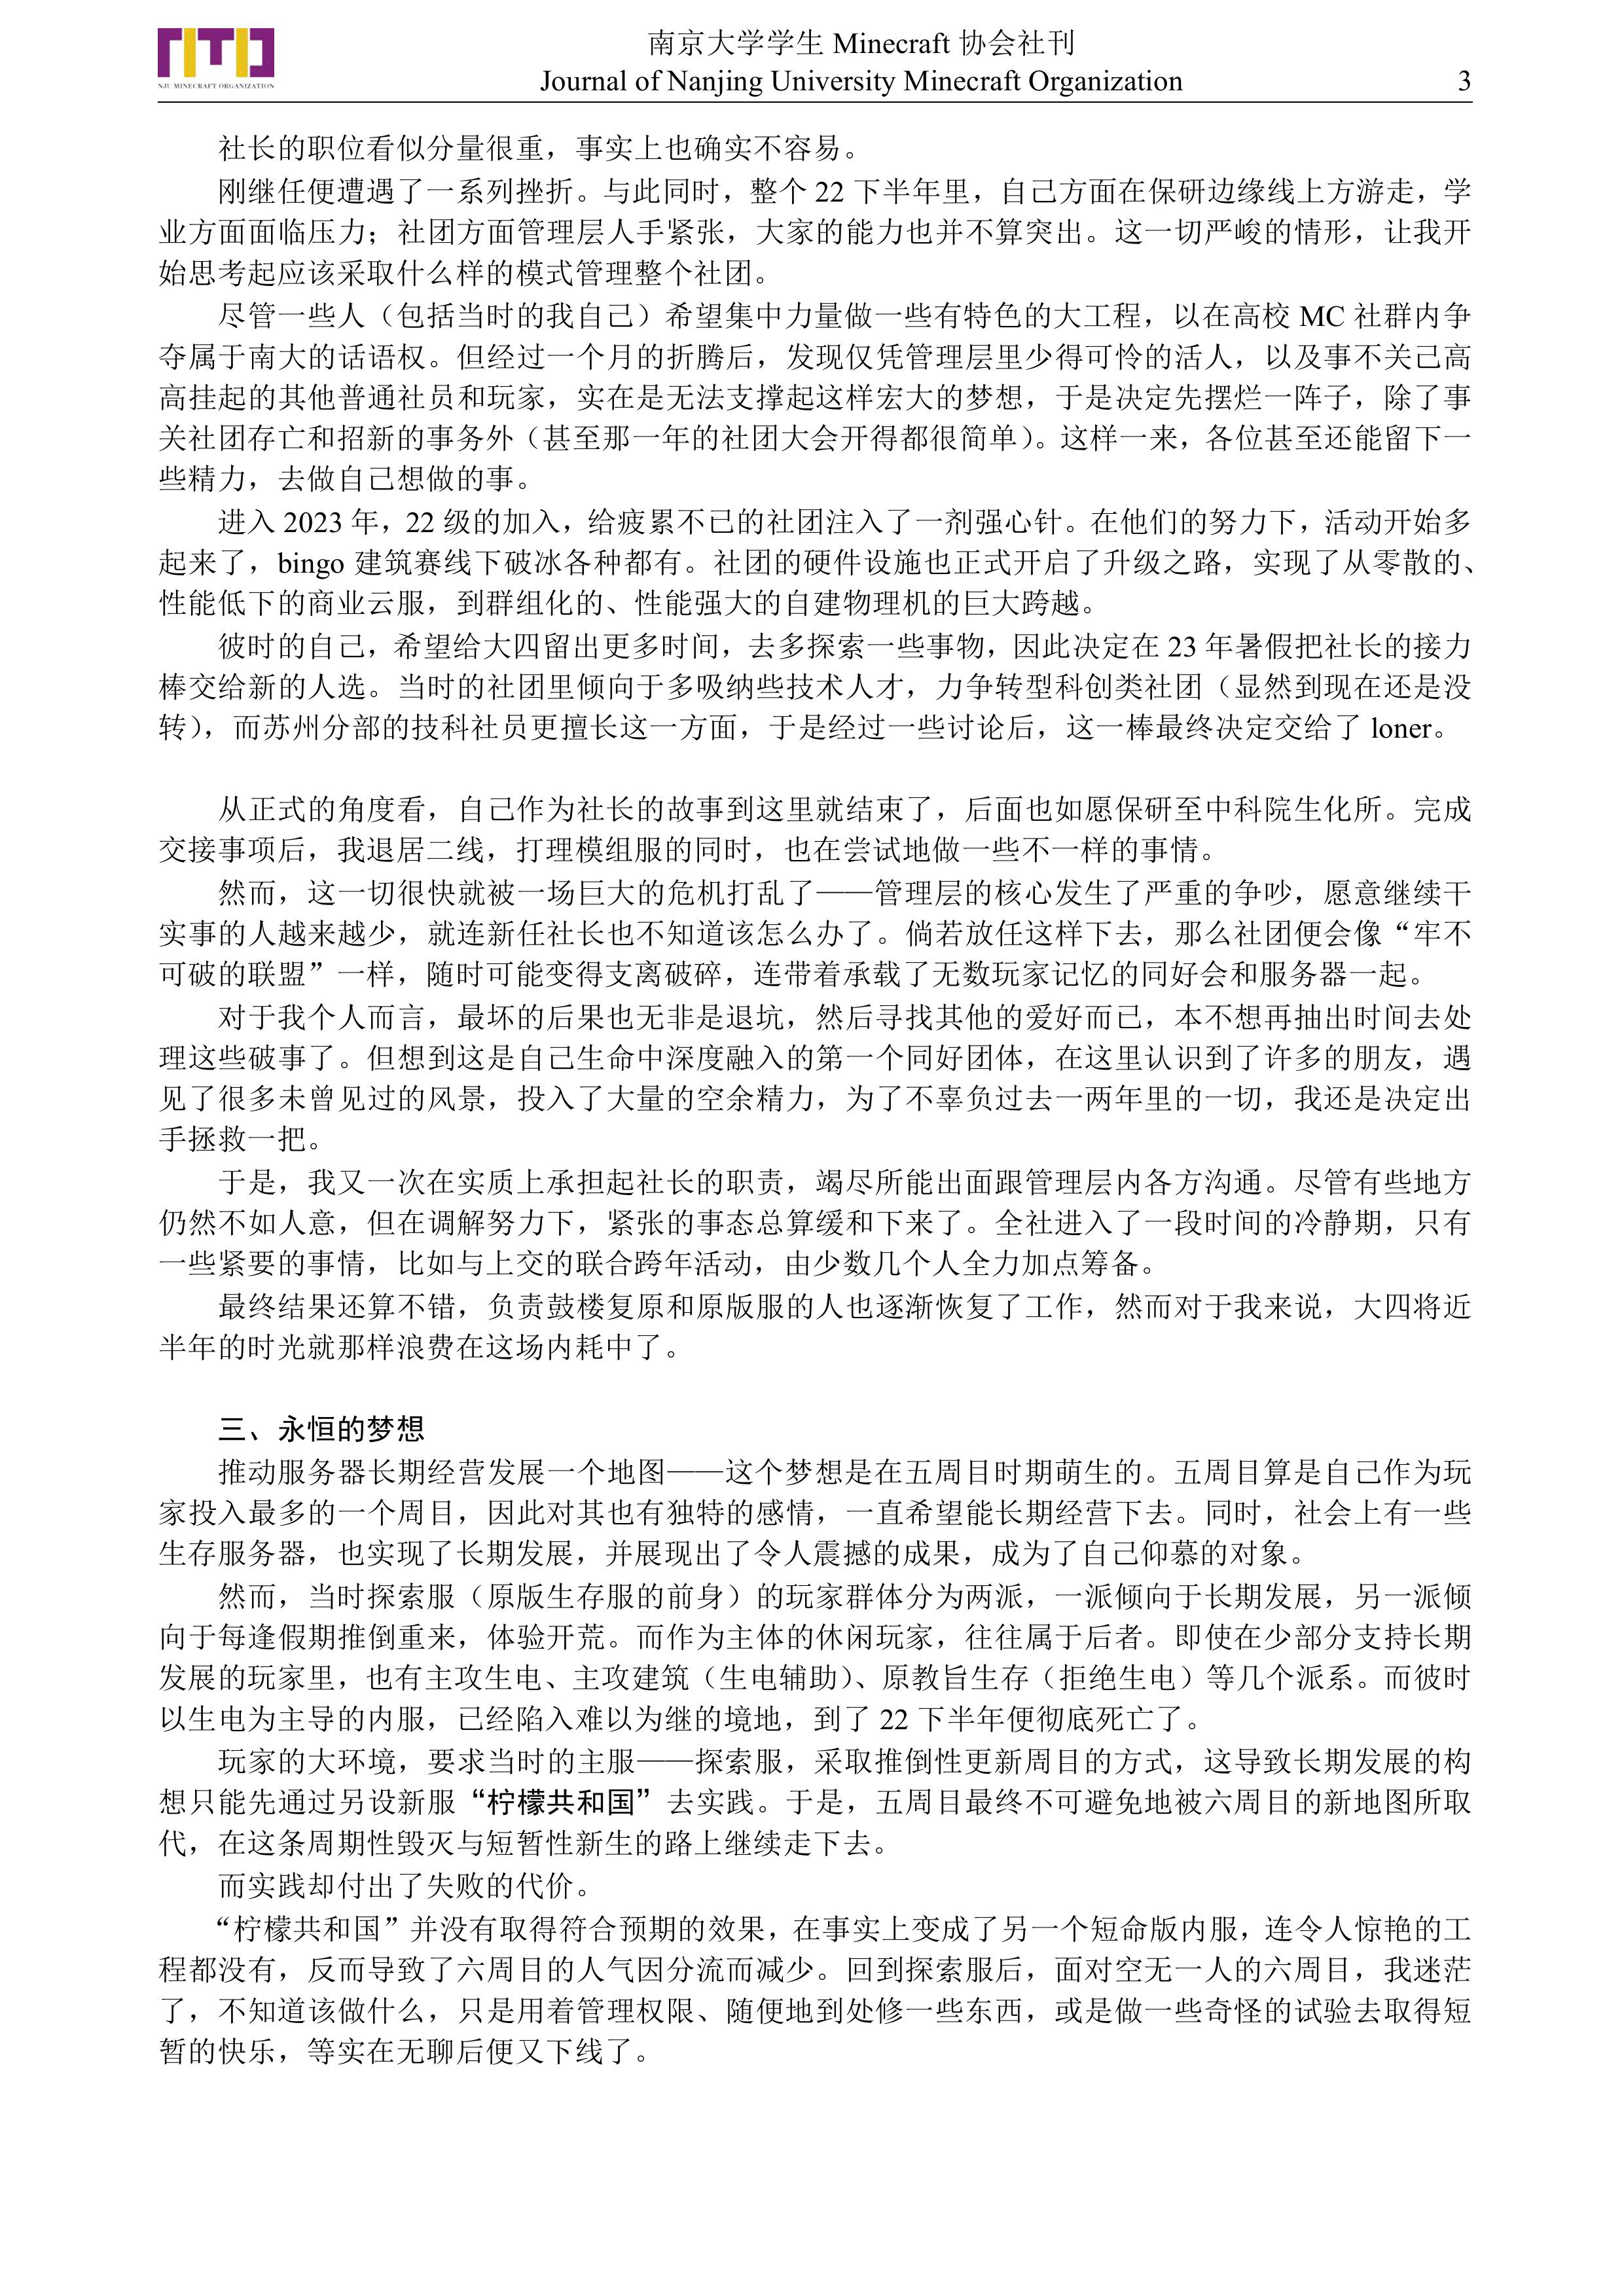 NJU MINECRAFT ORGANIZATION
南京大学学生 Minecraft 协会社刊
Journal of Nanjing University Minecraft Organization
3
社长的职位看似分量很重，事实上也确实不容易。
刚继任便遭遇了一系列挫折。与此同时，整个 22 下半年里，自己方面在保研边缘线上方游走，学
业方面面临压力；社团方面管理层人手紧张，大家的能力也并不算突出。这一切严峻的情形，让我开
始思考起应该采取什么样的模式管理整个社团。
尽管一些人（包括当时的我自己）希望集中力量做一些有特色的大工程，以在高校 MC 社群内争
夺属于南大的话语权。但经过一个月的折腾后，发现仅凭管理层里少得可怜的活人，以及事不关己高
高挂起的其他普通社员和玩家，实在是无法支撑起这样宏大的梦想，于是决定先摆烂一阵子，除了事
关社团存亡和招新的事务外（甚至那一年的社团大会开得都很简单）。这样一来，各位甚至还能留下一
些精力，去做自己想做的事。
进入 2023 年，22 级的加入，给疲累不已的社团注入了一剂强心针。在他们的努力下，活动开始多
起来了，bingo 建筑赛线下破冰各种都有。社团的硬件设施也正式开启了升级之路，实现了从零散的、
性能低下的商业云服，到群组化的、性能强大的自建物理机的巨大跨越。
彼时的自己，希望给大四留出更多时间，去多探索一些事物，因此决定在 23 年暑假把社长的接力
棒交给新的人选。当时的社团里倾向于多吸纳些技术人才，力争转型科创类社团（显然到现在还是没
转），而苏州分部的技科社员更擅长这一方面，于是经过一些讨论后，这一棒最终决定交给了 loner。
从正式的角度看，自己作为社长的故事到这里就结束了，后面也如愿保研至中科院生化所。完成
交接事项后，我退居二线，打理模组服的同时，也在尝试地做一些不一样的事情。
然而，这一切很快就被一场巨大的危机打乱了——管理层的核心发生了严重的争吵，愿意继续干
实事的人越来越少，就连新任社长也不知道该怎么办了。倘若放任这样下去，那么社团便会像“牢不
可破的联盟”一样，随时可能变得支离破碎，连带着承载了无数玩家记忆的同好会和服务器一起。
对于我个人而言，最坏的后果也无非是退坑，然后寻找其他的爱好而已，本不想再抽出时间去处
理这些破事了。但想到这是自己生命中深度融入的第一个同好团体，在这里认识到了许多的朋友，遇
见了很多未曾见过的风景，投入了大量的空余精力，为了不辜负过去一两年里的一切，我还是决定出
手拯救一把。
于是，我又一次在实质上承担起社长的职责，竭尽所能出面跟管理层内各方沟通。尽管有些地方
仍然不如人意，但在调解努力下，紧张的事态总算缓和下来了。全社进入了一段时间的冷静期，只有
一些紧要的事情，比如与上交的联合跨年活动，由少数几个人全力加点筹备。
最终结果还算不错，负责鼓楼复原和原版服的人也逐渐恢复了工作，然而对于我来说，大四将近
半年的时光就那样浪费在这场内耗中了。
三、永恒的梦想
推动服务器长期经营发展一个地图——这个梦想是在五周目时期萌生的。五周目算是自己作为玩
家投入最多的一个周目，因此对其也有独特的感情，一直希望能长期经营下去。同时，社会上有一些
生存服务器，也实现了长期发展，并展现出了令人震撼的成果，成为了自己仰慕的对象。
然而，当时探索服（原版生存服的前身）的玩家群体分为两派，一派倾向于长期发展，另一派倾
向于每逢假期推倒重来，体验开荒。而作为主体的休闲玩家，往往属于后者。即使在少部分支持长期
发展的玩家里，也有主攻生电、主攻建筑（生电辅助）、原教旨生存（拒绝生电）等几个派系。而彼时
以生电为主导的内服，已经陷入难以为继的境地，到了 22 下半年便彻底死亡了。
玩家的大环境，要求当时的主服——探索服，采取推倒性更新周目的方式，这导致长期发展的构
想只能先通过另设新服“柠檬共和国”去实践。于是，五周目最终不可避免地被六周目的新地图所取
代，在这条周期性毁灭与短暂性新生的路上继续走下去。
而实践却付出了失败的代价。
“柠檬共和国”并没有取得符合预期的效果，在事实上变成了另一个短命版内服，连令人惊艳的工
程都没有，反而导致了六周目的人气因分流而减少。回到探索服后，面对空无一人的六周目，我迷茫
了，不知道该做什么，只是用着管理权限、随便地到处修一些东西，或是做一些奇怪的试验去取得短
暂的快乐，等实在无聊后便又下线了。